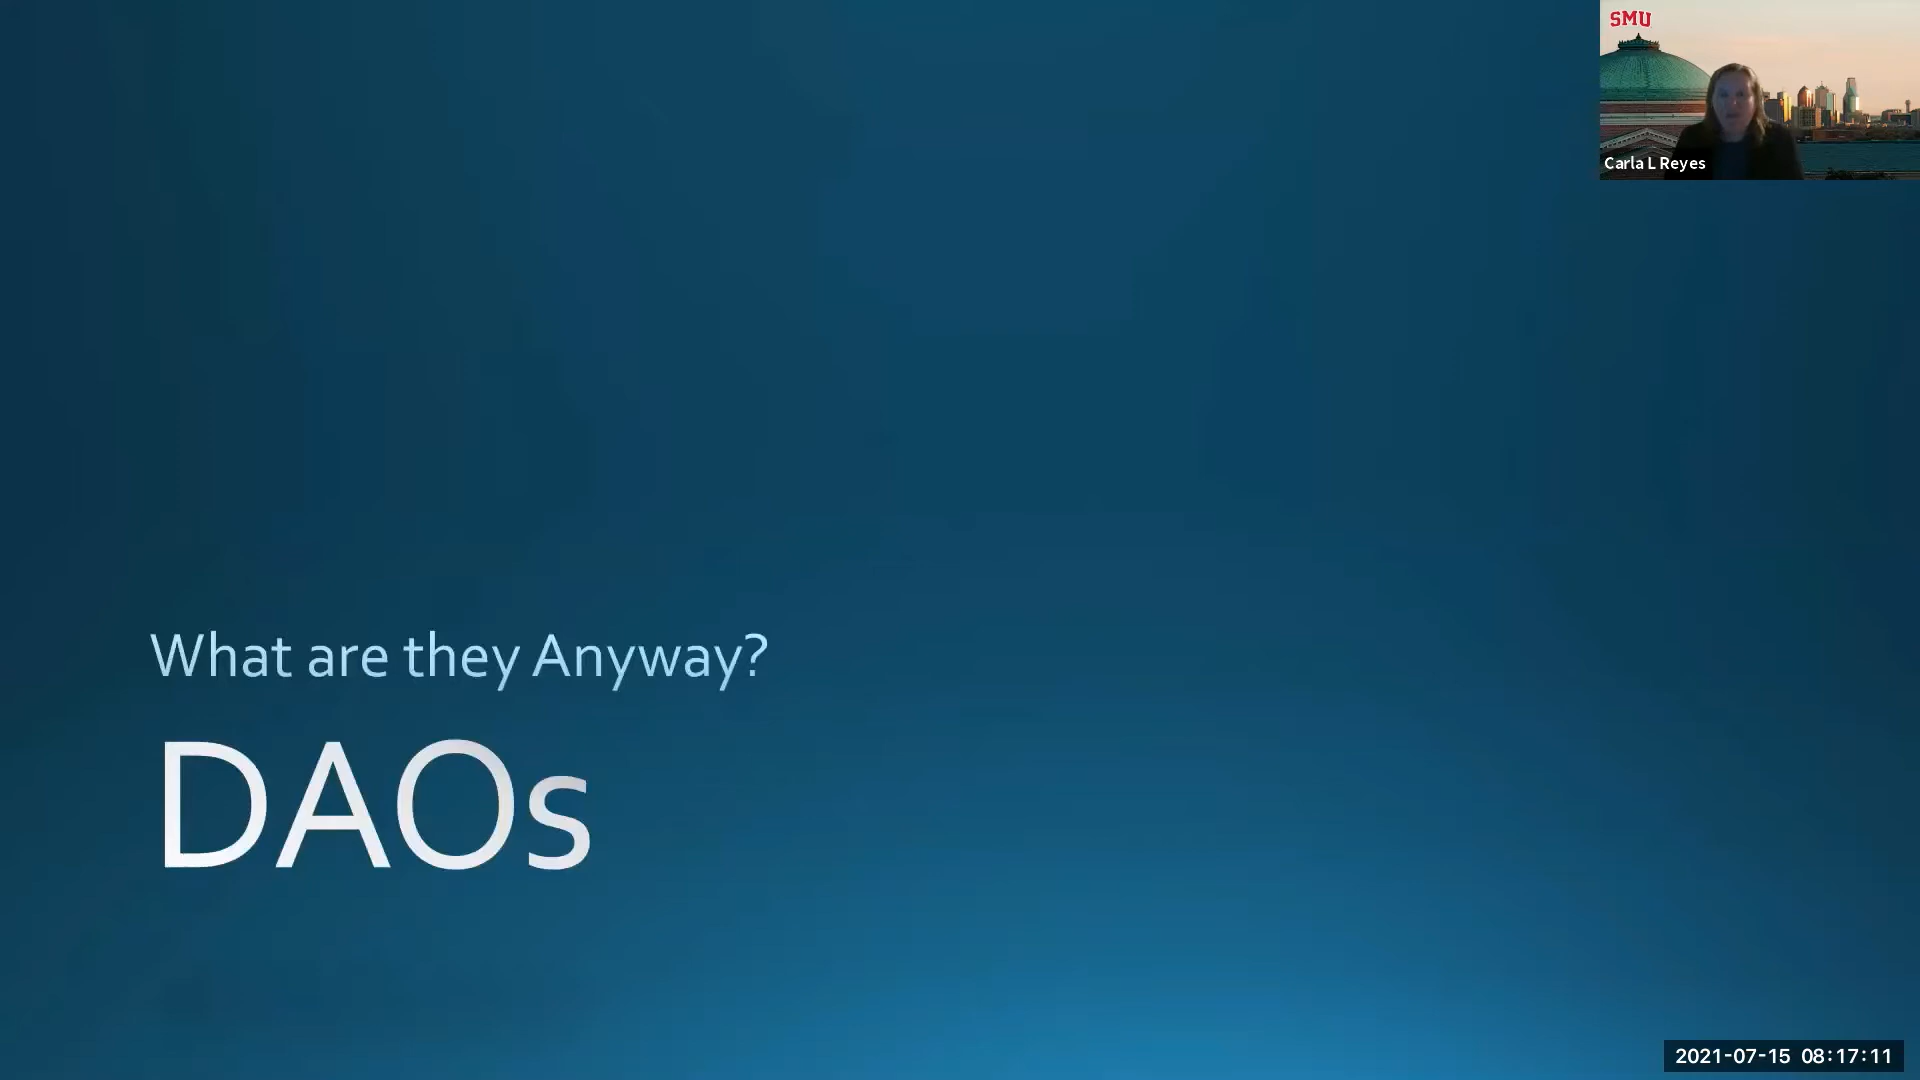 SMU
Carla L Reyes
What are they Anyway?
DAOs
2021-07-15 08:17:11